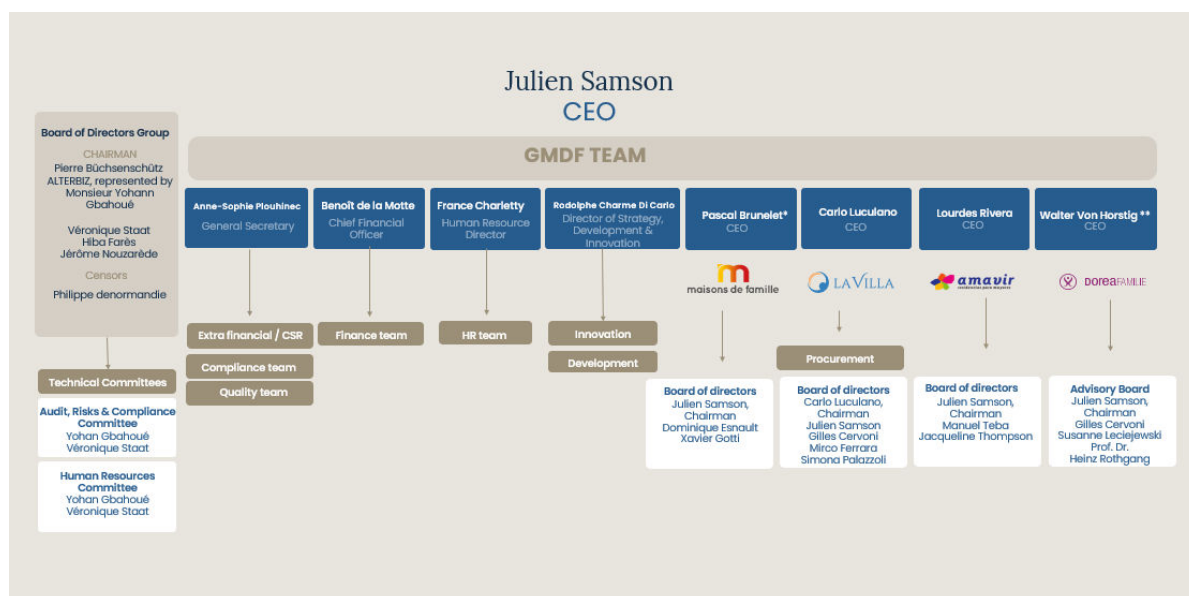 Julien Samson
CEO
GMDF TEAM
Board of Directors Group
CHAIRMAN
Pierre Büchsenschütz
ALTERBIZ, represented by
Monsieur Yohann
Gbahoué
Véronique Staat
Hiba Farès
Jérôme Nouzarède
Censors
Philippe denormandie
Technical Committees
Audit, Risks & Compliance
Committee
Yohan Gbahoué
Véronique Staat
Human Resources
Committee
Yohan Gbahoué
Véronique Staat
Anne-Sophie Plouhinec
General Secretary
Extra financial / CSR
Compliance team
Quality team
Benoît de la Motte
Chief Financial
Officer
Finance team
France Charletty
Human Resource
Director
HR team
Rodolphe Charme Di Carlo
Director of Strategy,
Development &
Innovation
Innovation
Development
Pascal Brunelet*
CEO
maisons de famille
Board of directors
Julien Samson,
Chairman
Dominique Esnault
Xavier Gotti
Carlo Luculano
CEO
LAVILLA
Procurement
Board of directors
Carlo Luculano,
Chairman
Julien Samson
Gilles Cervoni
Mirco Ferrara
Simona Palazzoli
Lourdes Rivera
CEO
amavir
residencias para mayores
Board of directors
Julien Samson,
Chairman
Manuel Teba
Jacqueline Thompson
Walter Von Horstig **
CEO
DOREAFAMILIE
Advisory Board
Julien Samson,
Chairman
Gilles Cervoni
Susanne Leciejewski
Prof. Dr.
Heinz Rothgang